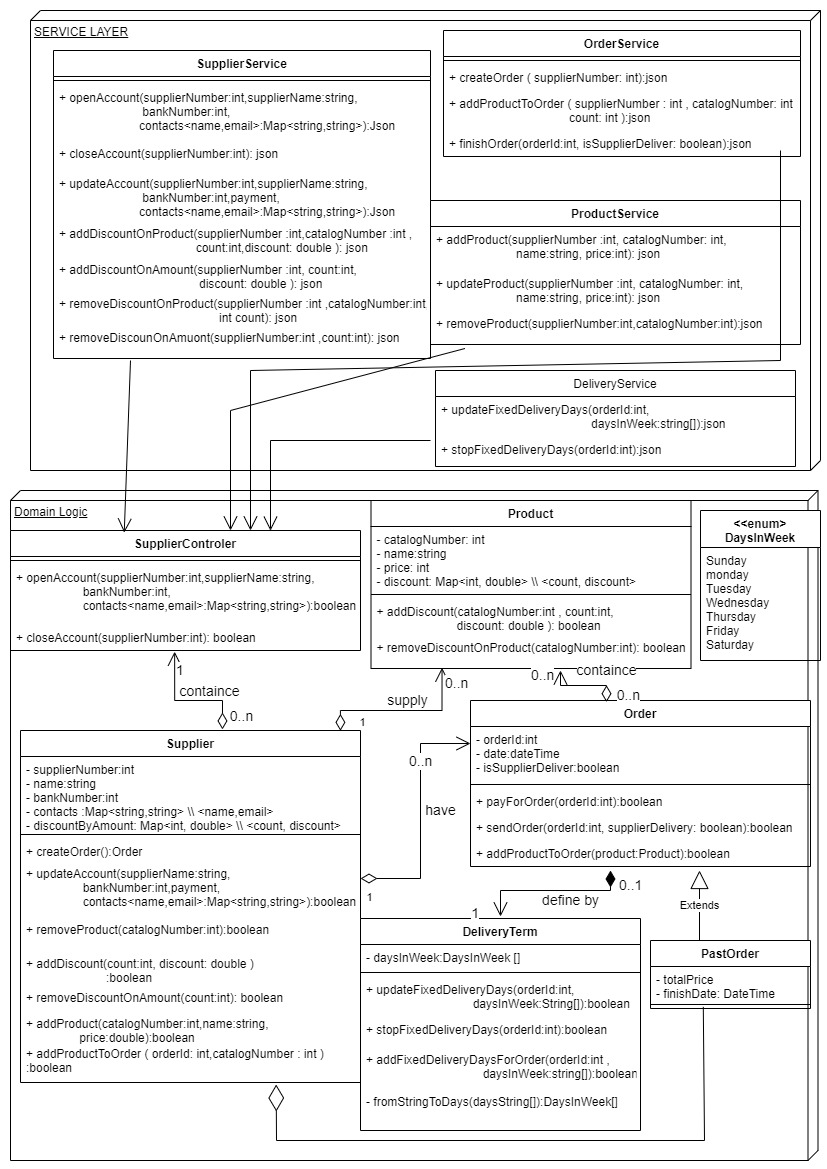 SERVICE LAYER
SupplierService
+ openAccount(supplierNumber:int,supplierName:string,
bankNumber:int,
contacts<name,email>:Map<string,string>):Json
+ closeAccount(supplierNumber:int): json
+ updateAccount(supplierNumber:int,supplierName:string,
bankNumber:int,payment,
contacts<name,email>:Map<string,string>):Json
+ addDiscountOnProduct(supplierNumber :int,catalogNumber :int ,
count:int,discount: double ): json
+ addDiscountOnAmount(supplierNumber :int, count:int,
discount: double ): json
+ removeDiscountOnProduct(supplierNumber :int ,catalogNumber:int
int count): json
+ removeDiscounOnAmuont(supplierNumber:int ,count:int): json
OrderService
+ createOrder ( supplierNumber: int):json
+ addProductToOrder ( supplierNumber : int , catalogNumber: int
count: int ):json
+ finishOrder(orderId:int, isSupplierDeliver: boolean):json
ProductService
+ addProduct(supplierNumber :int, catalogNumber: int,
name:string, price:int): json
+ updateProduct(supplierNumber :int, catalogNumber: int,
name:string, price:int): json
+ removeProduct(supplierNumber:int,catalogNumber:int):json
DeliveryService
+ updateFixedDeliveryDays(orderId:int,
daysInWeek:string[]):json
+ stopFixedDeliveryDays(orderId:int):json
Domain Logic
SupplierControler
+ openAccount(supplierNumber:int,supplierName:string,
bankNumber:int,
contacts<name,email>:Map<string,string>):boolean
+ closeAccount(supplierNumber:int): boolean
Product
- catalogNumber: int
- name:string
- price: int
- discount: Map<int, double> \\ <count, discount>
+ addDiscount(catalogNumber:int , count:int,
discount: double ): boolean
+ removeDiscountOnProduct(catalogNumber:int): boolean
<<enum>
DaysInWeek
Sunday
monday
Tuesday
Wednesday
Thursday
Friday
Saturday
1
containce
0..n
supply
1
0..n
0..n
containce
0..n
Supplier
- supplierNumber:int
- name:string
- bankNumber:int
- contacts :Map<string,string> \\ <name,email>
- discountByAmount: Map<int, double> \\ <count, discount>
+ createOrder():Order
+ updateAccount(supplierName:string,
bankNumber:int,payment,
contacts<name,email>:Map<string,string>):boolean
+ removeProduct(catalogNumber:int):boolean
+ addDiscount(count:int, discount: double )
:boolean
+ removeDiscountOnAmount(count:int): boolean
+ addProduct(catalogNumber:int,name:string,
price:double):boolean
+ addProductToOrder ( orderId: int,catalogNumber : int )
:boolean
0..n
have
1
Order
- orderId:int
- date:dateTime
- isSupplierDeliver:boolean
+ payForOrder(orderId:int):boolean
+ sendOrder(orderId:int, supplierDelivery: boolean):boolean
+ addProductToOrder(product:Product):boolean
0..1
define by
1
Extends
DeliveryTerm
- daysInWeek:DaysInWeek []
+ updateFixedDeliveryDays(orderId:int,
daysInWeek:String[]):boolean
+ stopFixedDeliveryDays(orderId:int):boolean
+ addFixedDeliveryDaysForOrder(orderId:int ,
daysInWeek:string[]):boolean
- fromStringToDays(daysString[]):DaysInWeek[]
PastOrder
- totalPrice
- finishDate: DateTime